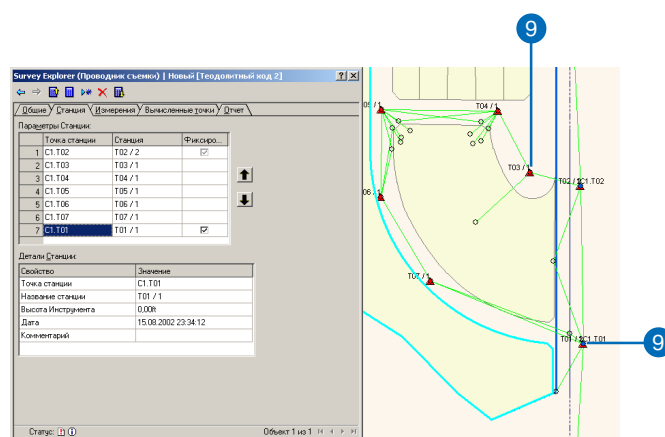 9
Survey Explorer (Проводник съемки) | Новый [Теодолитный ход 2]
Общие Станция Измерения Вычисленные точки Отчет
Параметры Станции:
Точка станции Станция Фиксиро...
1 C1.T02 T02 / 2
2 C1.T03 T03 / 1
3 C1.T04 T04 / 1
4 C1.T05 T05 / 1
5 C1.T06 T06 / 1
6 C1.T07 T07 / 1
7 C1.T01 T01 / 1
Детали Станции:
Свойство Значение
Точка станции C1.T01
Название станции T01 / 1
Высота Инструмента 0,00ft
Дата 15.08.2002 23:34:12
Комментарий
Статус: Объект 1 из 1
05 / 1
T04 / 1
T03 / 1
C1.T02
06 / 1
T07 / 1
C1.T01
9